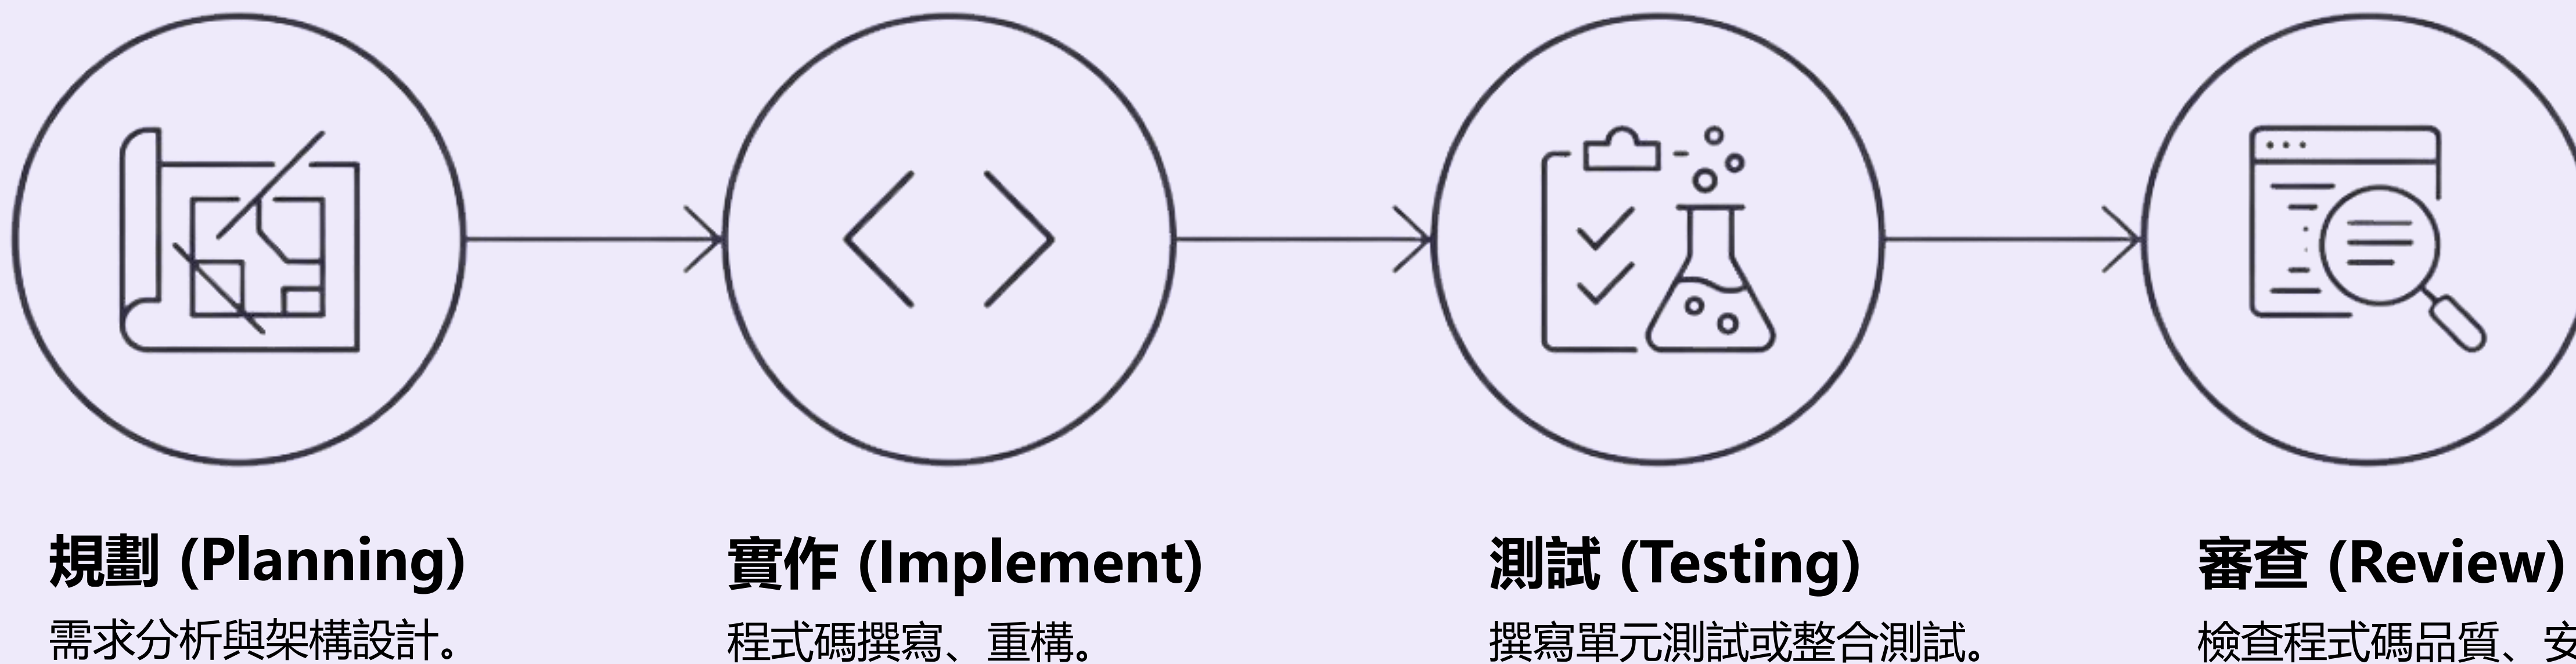 規劃 (Planning)
需求分析與架構設計。
實作 (Implement)
程式碼撰寫、重構。
測試 (Testing)
撰寫單元測試或整合測試。
審查 (Review)
檢查程式碼品質、安